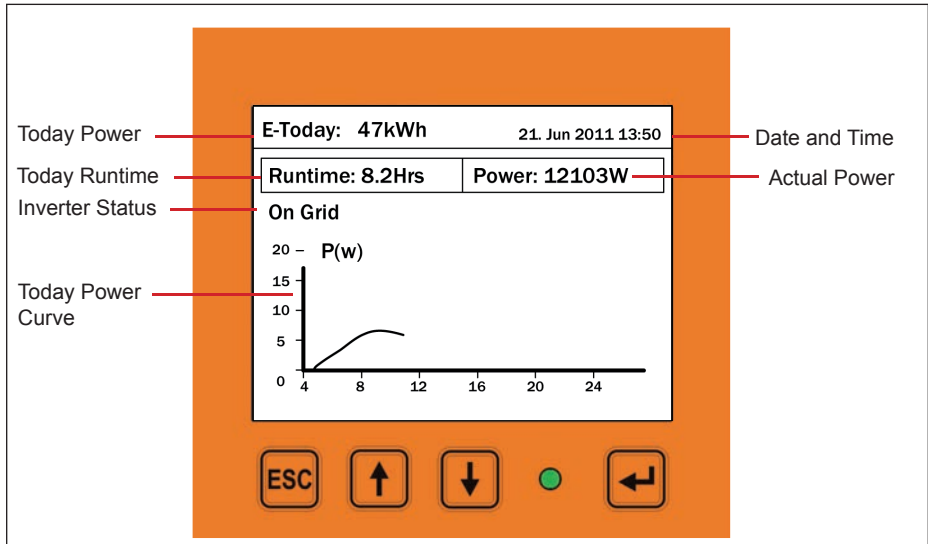 Today Power
E-Today: 47kWh
21. Jun 2011 13:50
Date and Time
Today Runtime
Runtime: 8.2Hrs
Power: 12103W
Actual Power
Inverter Status
On Grid
20
P(w)
15
Today Power
Curve
10
5
0
4 8 12 16 20 24
ESC